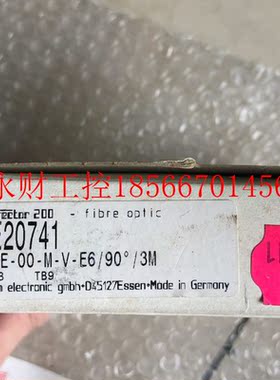 ector 200 - fibre optic
E20741
永财工控18566701456
E-00-M-V-E6/90°/3M
TB9
electronic gmbh•D45127Essen•Made in Germany